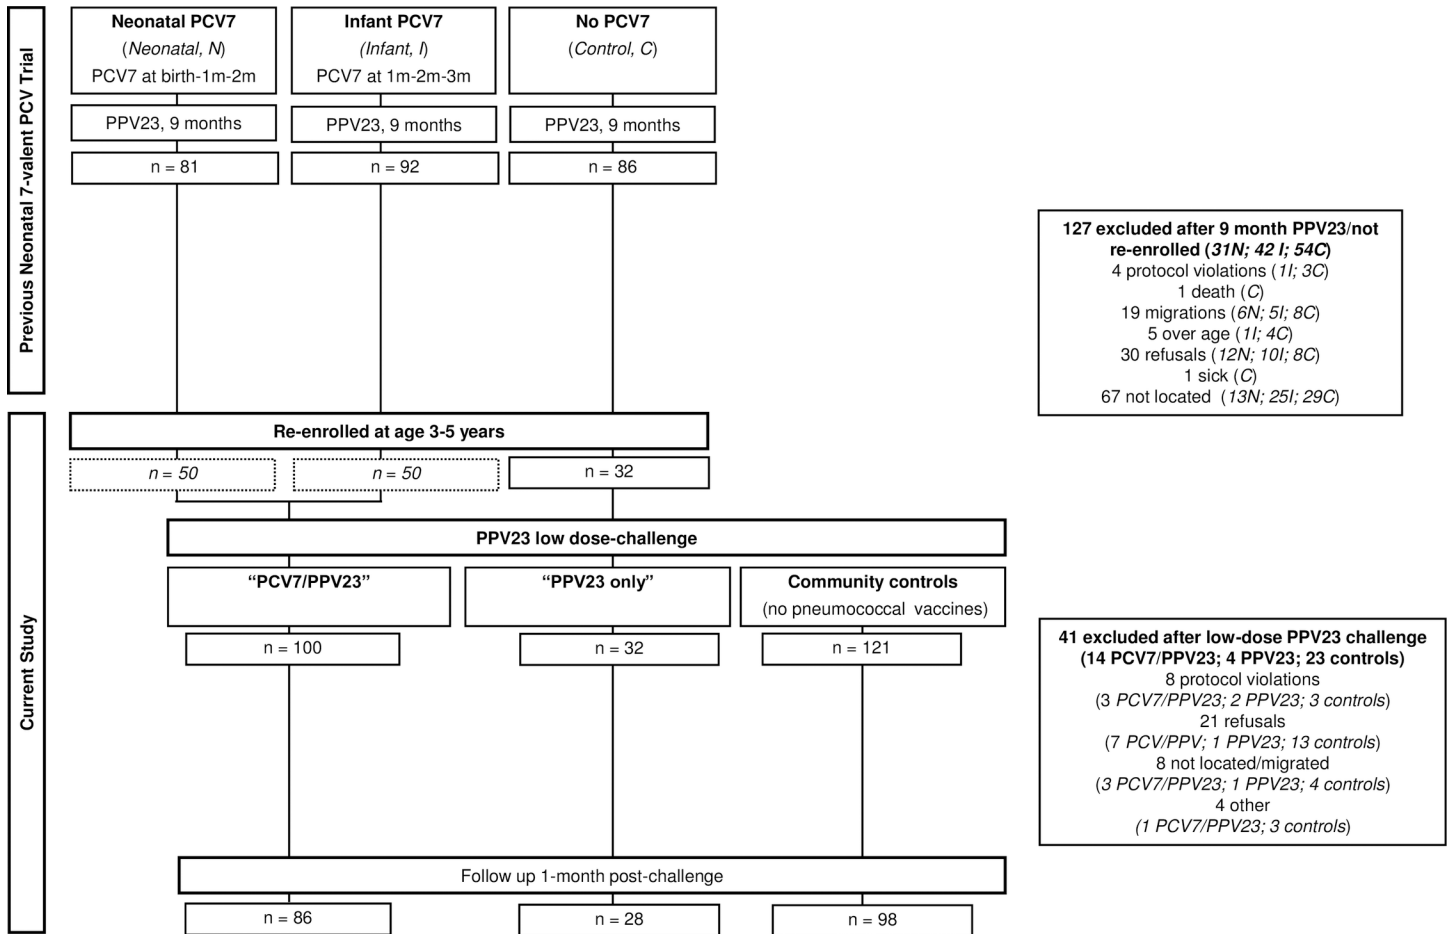 Previous Neonatal 7-valent PCV Trial
Neonatal PCV7
(Neonatal, N)
PCV7 at birth-1m-2m
Infant PCV7
(Infant, I)
PCV7 at 1m-2m-3m
No PCV7
(Control, C)
PPV23, 9 months
PPV23, 9 months
PPV23, 9 months
n = 81
n = 92
n = 86
127 excluded after 9 month PPV23/not
re-enrolled (31N; 42 I; 54C)
4 protocol violations (1I; 3C)
1 death (C)
19 migrations (6N; 5I; 8C)
5 over age (1I; 4C)
30 refusals (12N; 10I; 8C)
1 sick (C)
67 not located (13N; 25I; 29C)
Current Study
Re-enrolled at age 3-5 years
n = 50
n = 50
n = 32
PPV23 low dose-challenge
“PCV7/PPV23”
“PPV23 only”
Community controls
(no pneumococcal vaccines)
n = 100
n = 32
n = 121
41 excluded after low-dose PPV23 challenge
(14 PCV7/PPV23; 4 PPV23; 23 controls)
8 protocol violations
(3 PCV7/PPV23; 2 PPV23; 3 controls)
21 refusals
(7 PCV/PPV; 1 PPV23; 13 controls)
8 not located/migrated
(3 PCV7/PPV23; 1 PPV23; 4 controls)
4 other
(1 PCV7/PPV23; 3 controls)
Follow up 1-month post-challenge
n = 86
n = 28
n = 98